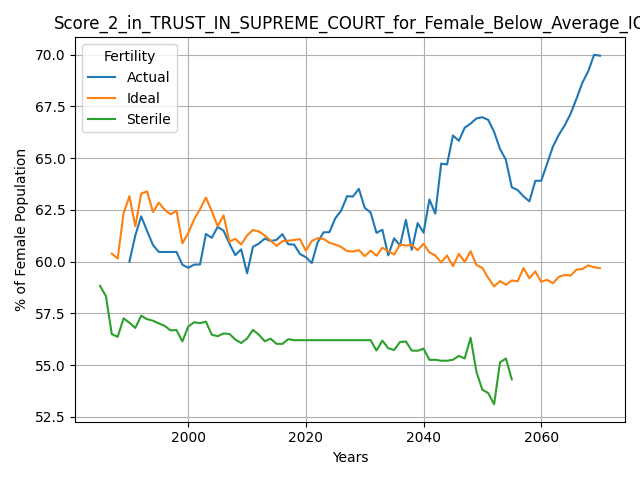 Score_2_in_TRUST_IN_SUPREME_COURT_for_Female_Below_Average_IQ
Fertility
Actual
Ideal
Sterile
70.0
67.5
65.0
62.5
60.0
57.5
55.0
52.5
% of Female Population
2000 2020 2040 2060
Years